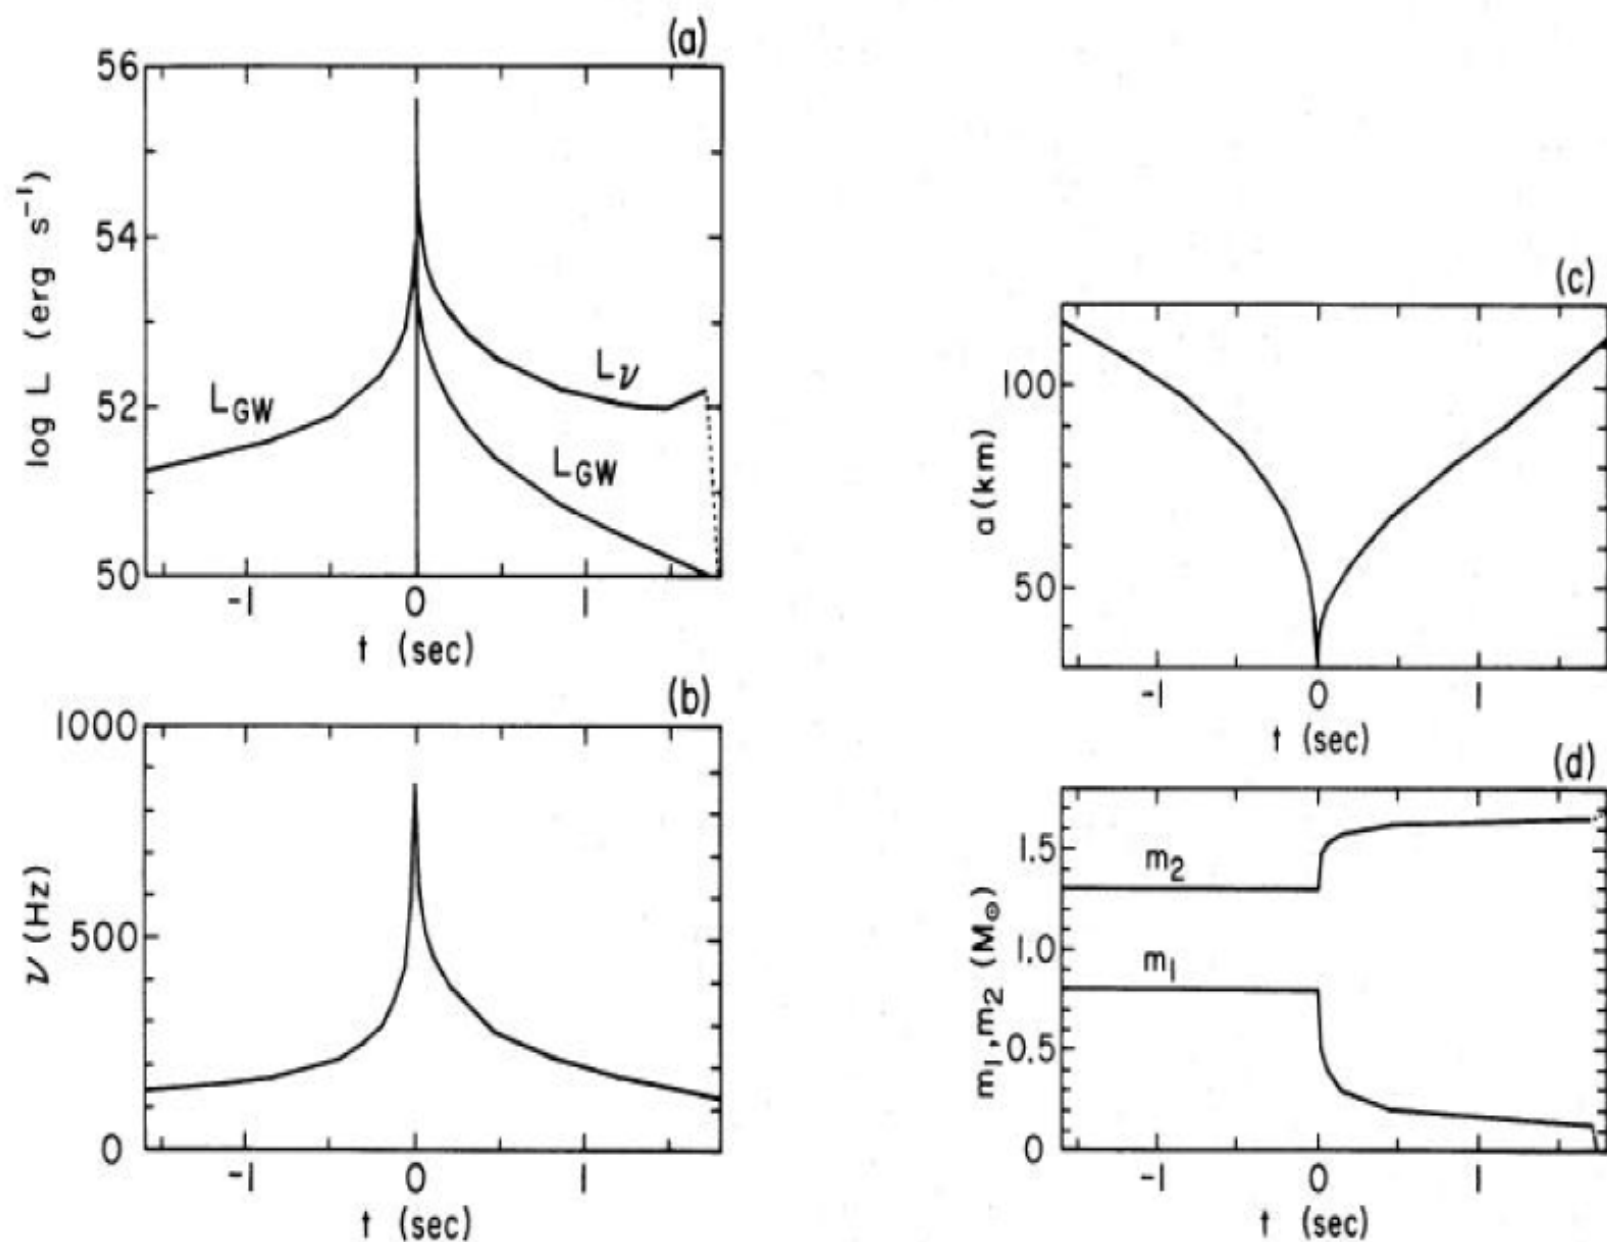 (a)
log L (erg s⁻¹)
56
54
52
50
L_GW
L_ν
L_GW
-1 0 1
t (sec)
(b)
ν (Hz)
1000
500
0
-1 0 1
t (sec)
(c)
a (km)
100
50
-1 0 1
t (sec)
(d)
m₁, m₂ (M⊙)
1.5
1.0
0.5
0
m₂
m₁
-1 0 1
t (sec)